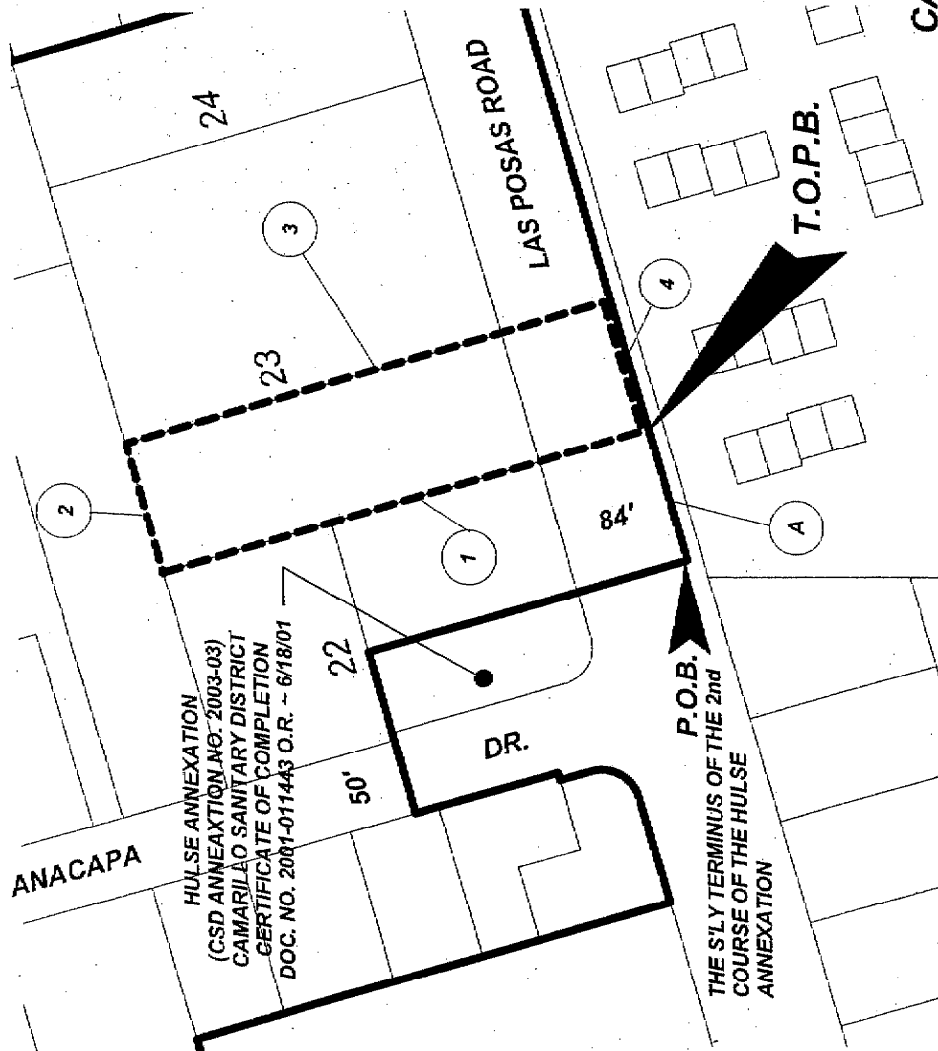 CA
24
LAS POSAS ROAD
3
T.O.P.B.
4
23
2
84'
A
1
HULSE ANNEXATION
(CSD ANNEAXTION NO. 2003-03)
CAMARILLO SANITARY DISTRICT
CERTIFICATE OF COMPLETION
DOC. NO. 2001-011443 O.R. ~ 6/18/01
22
P.O.B.
THE S'LY TERMINUS OF THE 2nd
COURSE OF THE HULSE
ANNEXATION
DR.
50'
ANACAPA